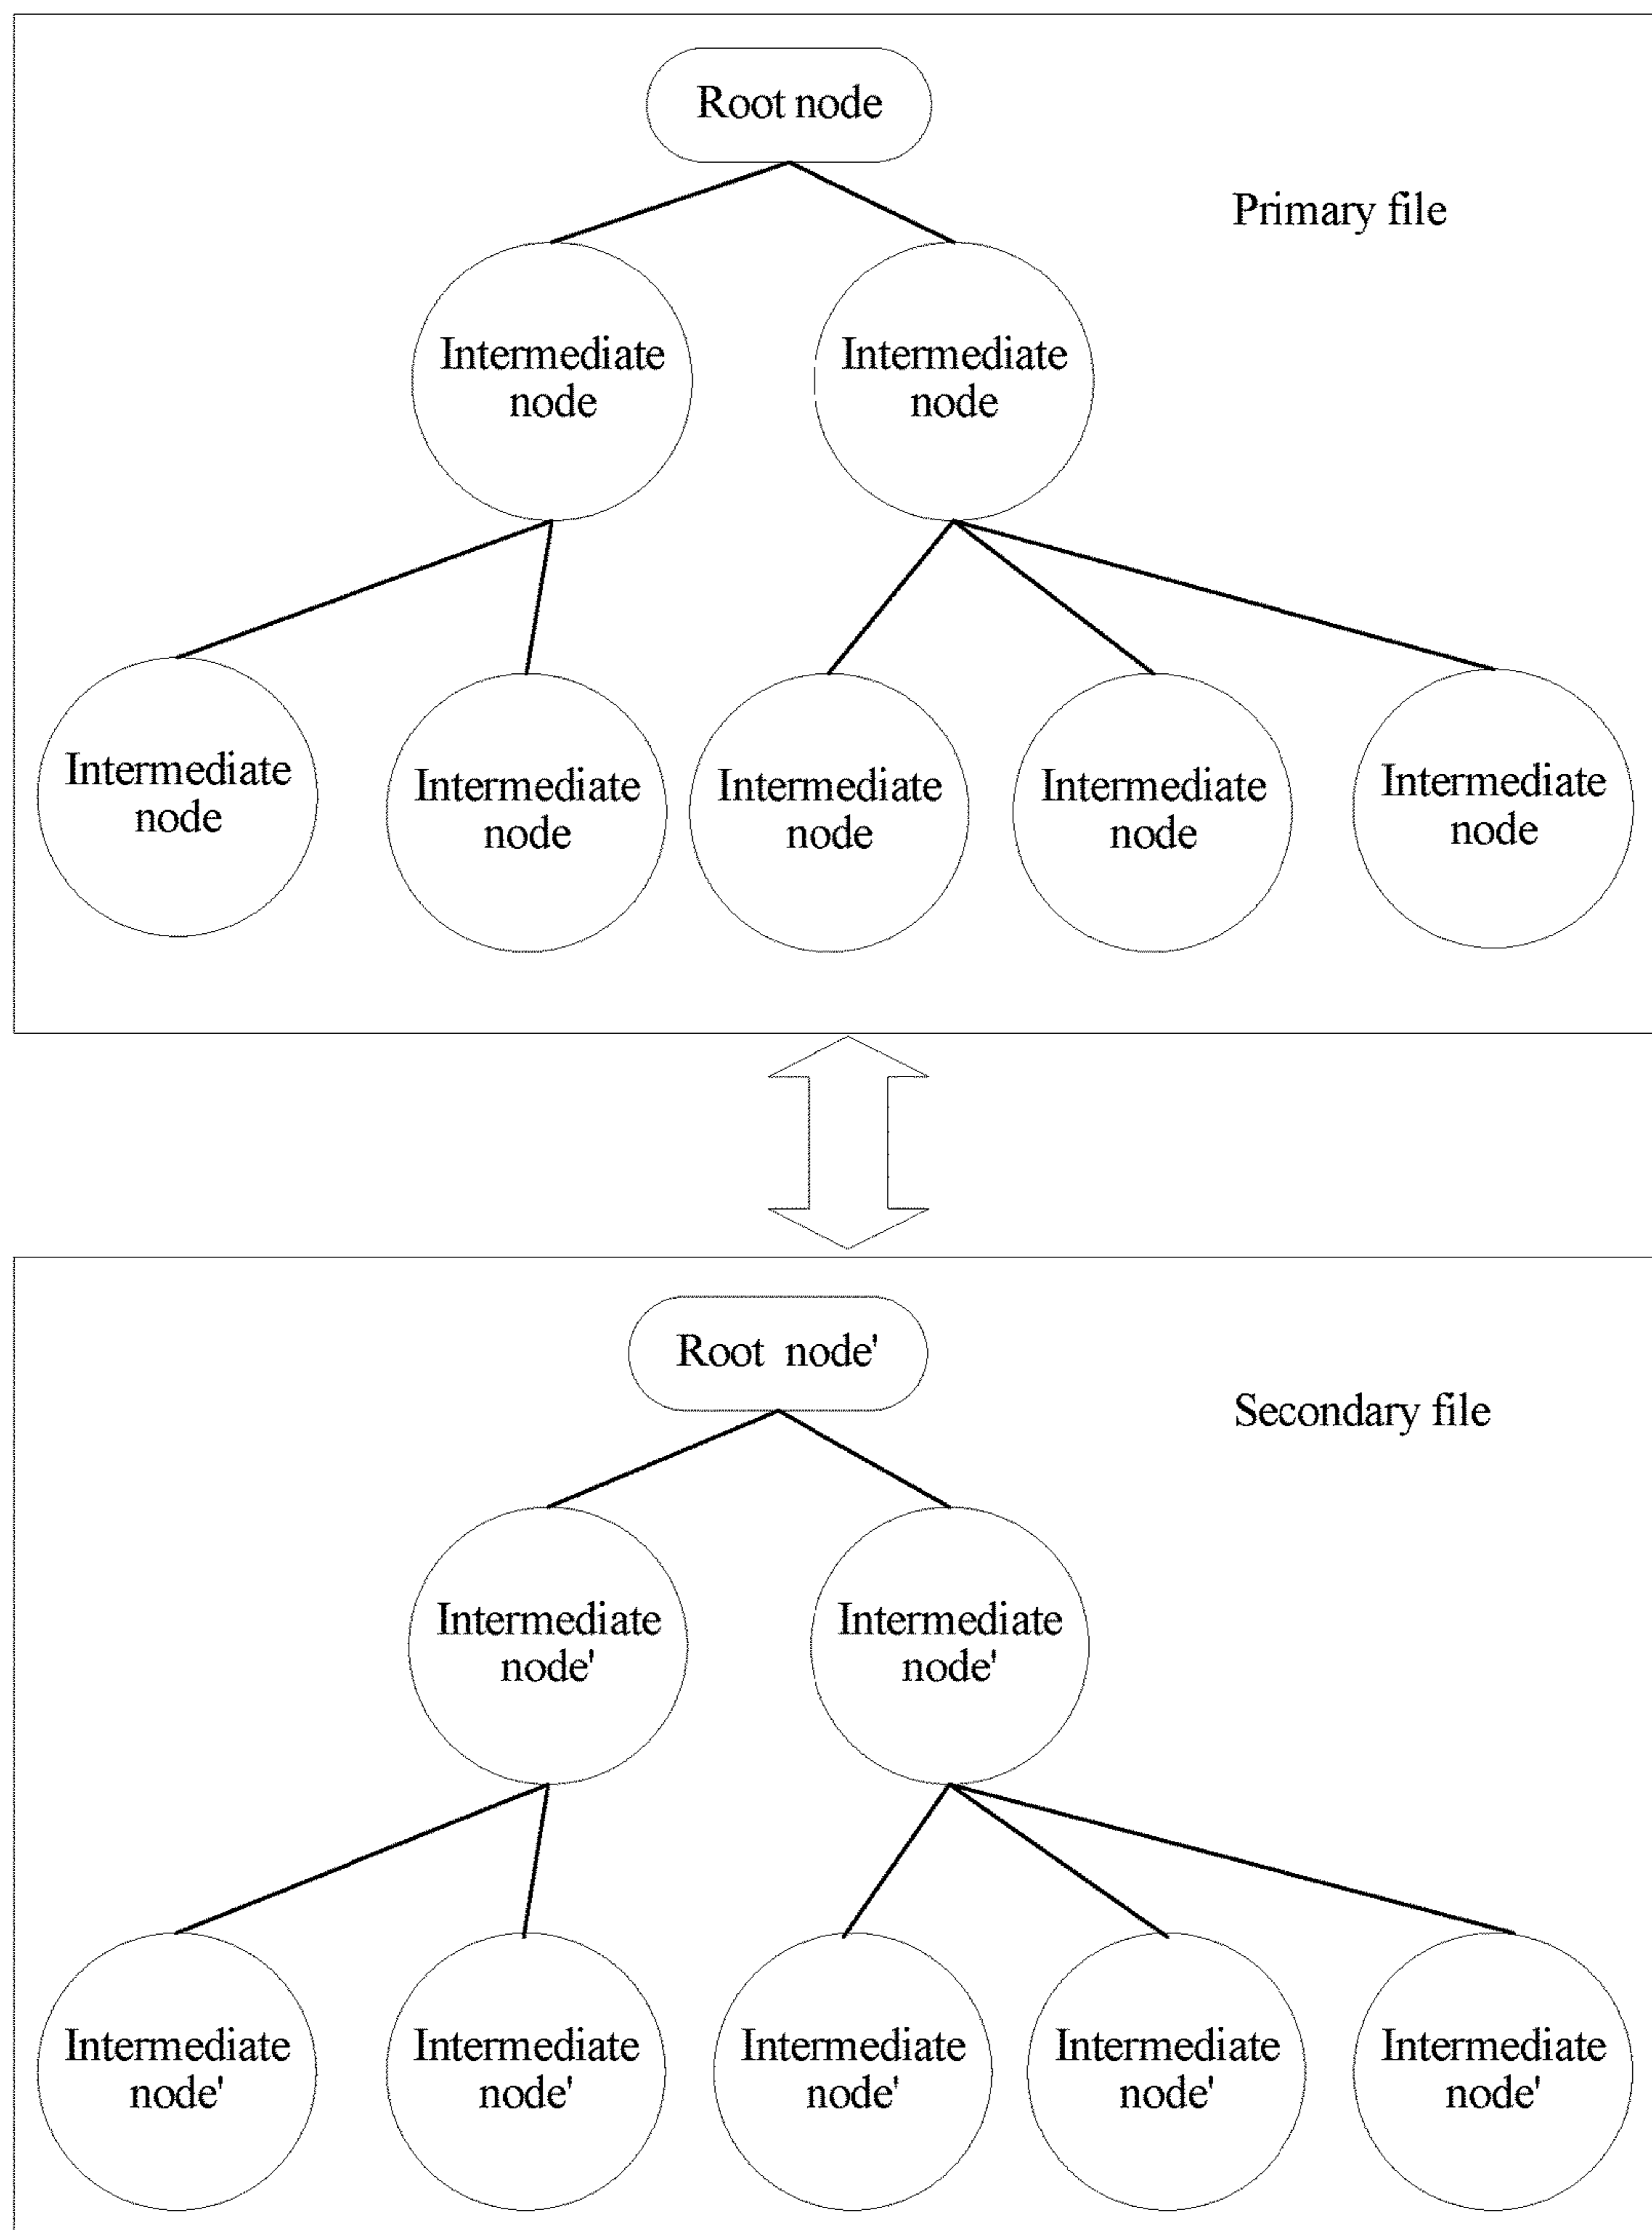 Root node
Primary file
Intermediate
node
Intermediate
node
Intermediate
node
Intermediate
node
Intermediate
node
Intermediate
node
Intermediate
node
Root node'
Secondary file
Intermediate
node'
Intermediate
node'
Intermediate
node'
Intermediate
node'
Intermediate
node'
Intermediate
node'
Intermediate
node'